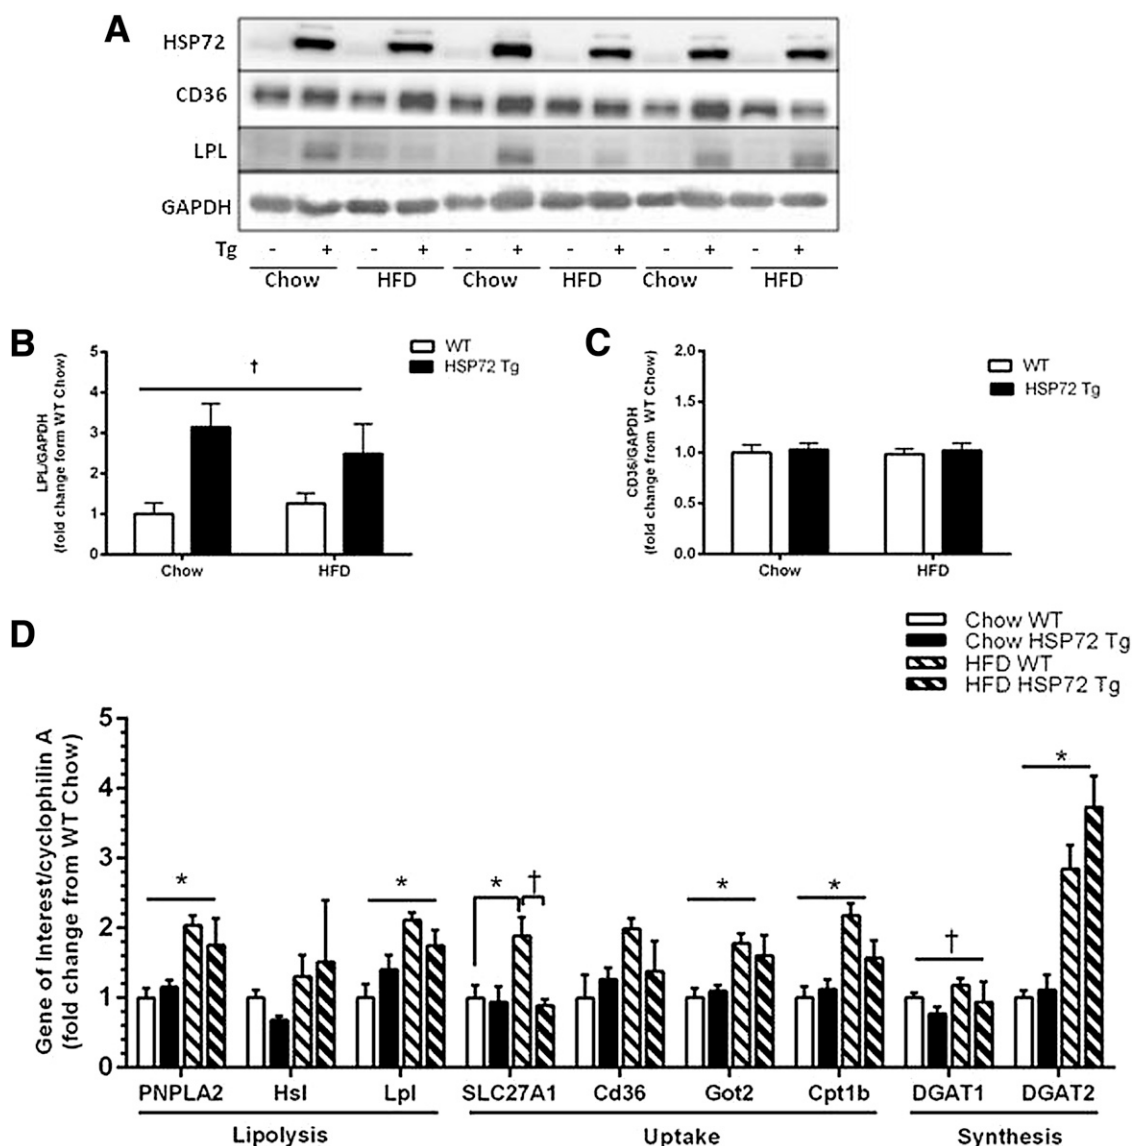 A
HSP72
CD36
LPL
GAPDH
Tg - + - + - + - + - + - +
Chow HFD Chow HFD Chow HFD
B
LPL/GAPDH
(fold change form WT Chow)
5
4
3
2
1
0
†
WT
HSP72 Tg
Chow HFD
C
CD36/GAPDH
(fold change from WT Chow)
2.0
1.5
1.0
0.5
0.0
WT
HSP72 Tg
Chow HFD
D
Chow WT
Chow HSP72 Tg
HFD WT
HFD HSP72 Tg
Gene of Interest/cyclophilin A
(fold change from WT Chow)
5
4
3
2
1
0
* * * † * * † *
PNPLA2 Hsl Lpl SLC27A1 Cd36 Got2 Cpt1b DGAT1 DGAT2
Lipolysis Uptake Synthesis